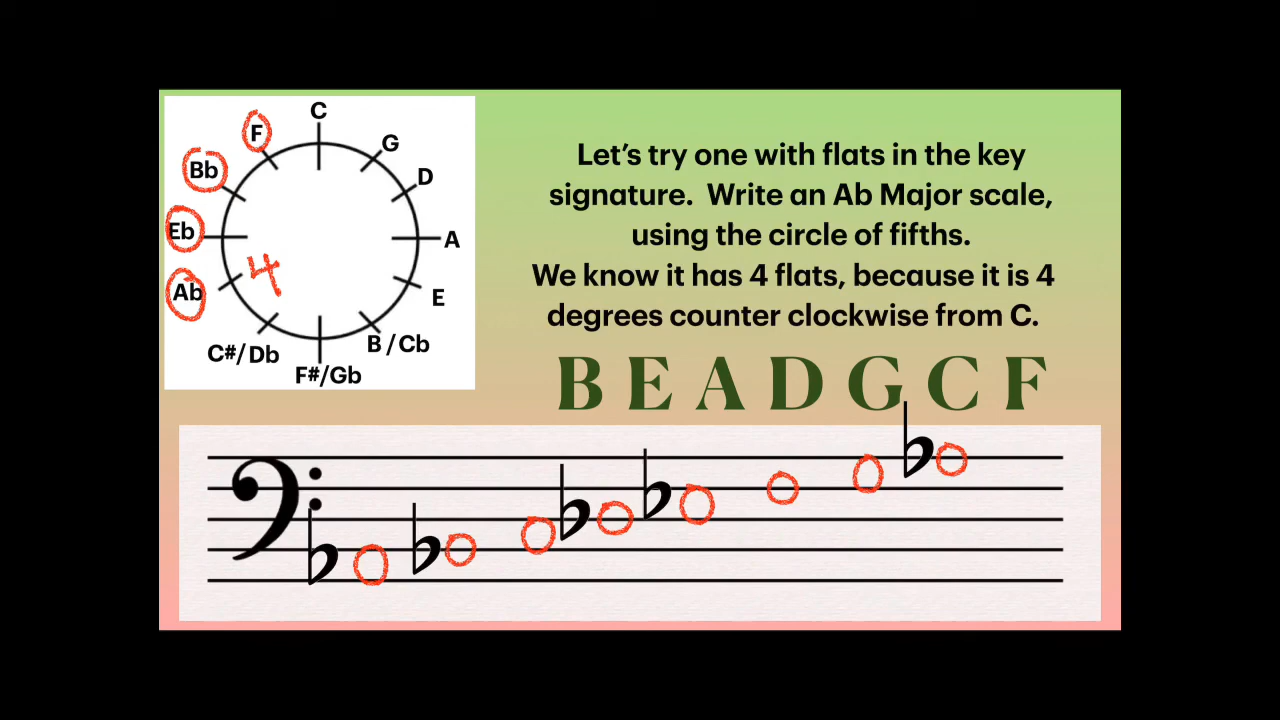 C
F
G
Bb
D
Eb
A
4
Ab
E
C#/Db
B/Cb
F#/Gb
Let's try one with flats in the key
signature. Write an Ab Major scale,
using the circle of fifths.
We know it has 4 flats, because it is 4
degrees counter clockwise from C.
B E A D G C F